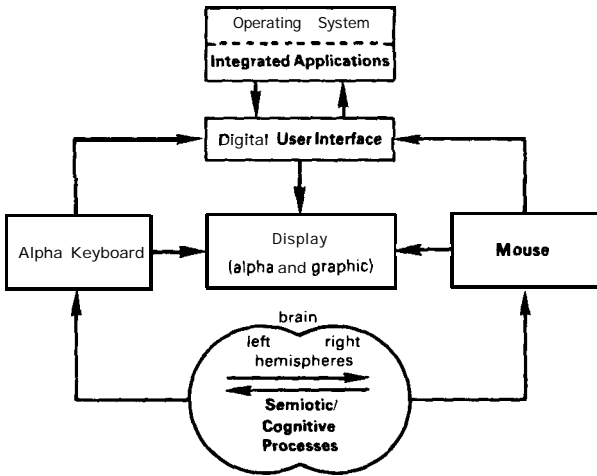 Operating System
Integrated Applications
Digital User Interface
Alpha Keyboard
Display
(alpha and graphic)
Mouse
brain
left right
hemispheres
Semiotic/
Cognitive
Processes